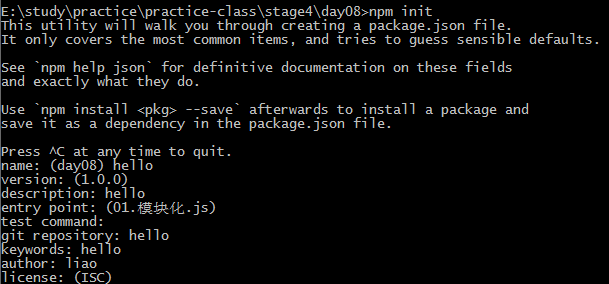 E:\study\practice\practice-class\stage4\day08>npm init
This utility will walk you through creating a package.json file.
It only covers the most common items, and tries to guess sensible defaults.
See `npm help json` for definitive documentation on these fields
and exactly what they do.
Use `npm install <pkg> --save` afterwards to install a package and
save it as a dependency in the package.json file.
Press ^C at any time to quit.
name: (day08) hello
version: (1.0.0)
description: hello
entry point: (01.模块化.js)
test command:
git repository: hello
keywords: hello
author: liao
license: (ISC)